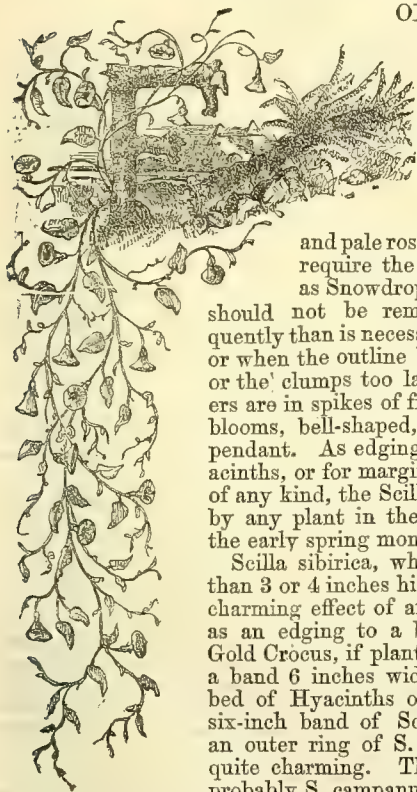 and pale ros
require the
as Snowdrop
should not be rem
quently than is neces
or when the outline
or the' clumps too la
ers are in spikes of f
blooms, bell-shaped,
pendant. As edging
acinths, or for margi
of any kind, the Scil
by any plant in the
the early spring mon
Scilla sibirica, wh
than 3 or 4 inches hi
charming effect of a
as an edging to a
Gold Crocus, if plant
a band 6 inches wid
bed of Hyacinths o
six-inch band of Sc
an outer ring of S.
quite charming. T
probably S. campanu